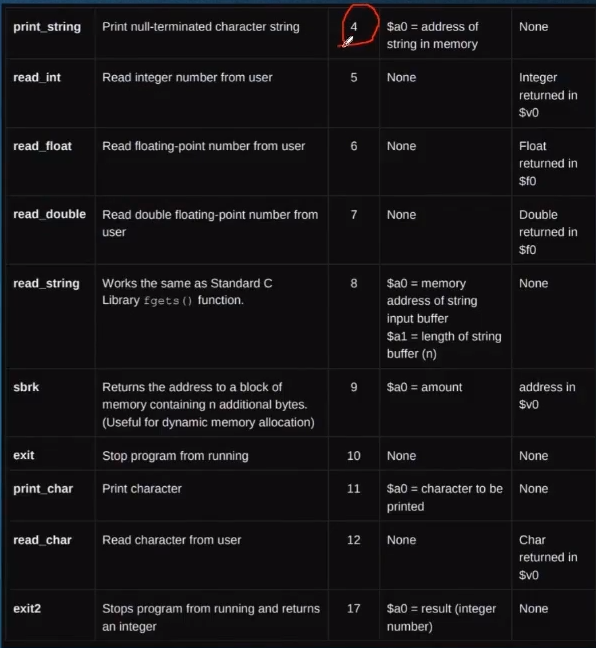 print_string Print null-terminated character string 4 $a0 = address of None
string in memory
read_int Read integer number from user 5 None Integer
returned in
$v0
read_float Read floating-point number from user 6 None Float
returned in
$f0
read_double Read double floating-point number from 7 None Double
user returned in
$f0
read_string Works the same as Standard C 8 $a0 = memory None
Library fgets() function. address of string
input buffer
$a1 = length of string
buffer (n)
sbrk Returns the address to a block of 9 $a0 = amount address in
memory containing n additional bytes. $v0
(Useful for dynamic memory allocation)
exit Stop program from running 10 None None
print_char Print character 11 $a0 = character to be None
printed
read_char Read character from user 12 None Char
returned in
$v0
exit2 Stops program from running and returns 17 $a0 = result (integer None
an integer number)